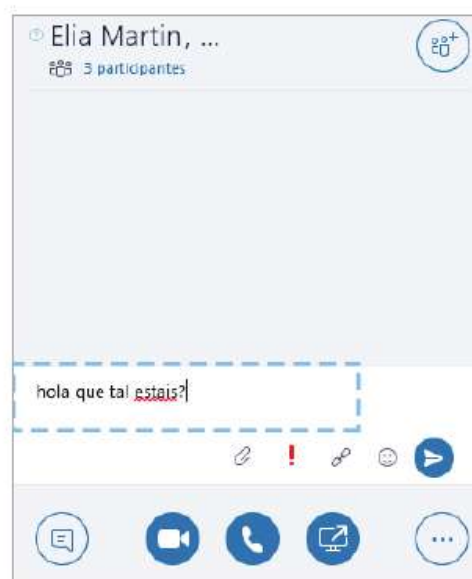 Elia Martin, ...
3 participantes
hola que tal estais?